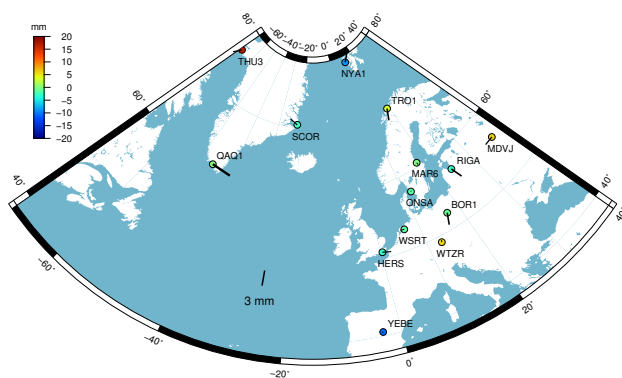 mm
20
15
10
5
0
−5
−10
−15
−20
80°
−60°
−40°
−20°
0°
20°
40°
80°
THU3
NYA1
60°
60°
TRO1
SCOR
MDVJ
QAQ1
RIGA
MAR6
40°
40°
ONSA
BOR1
WSRT
WTZR
HERS
−60°
3 mm
20°
YEBE
−40°
−20°
0°